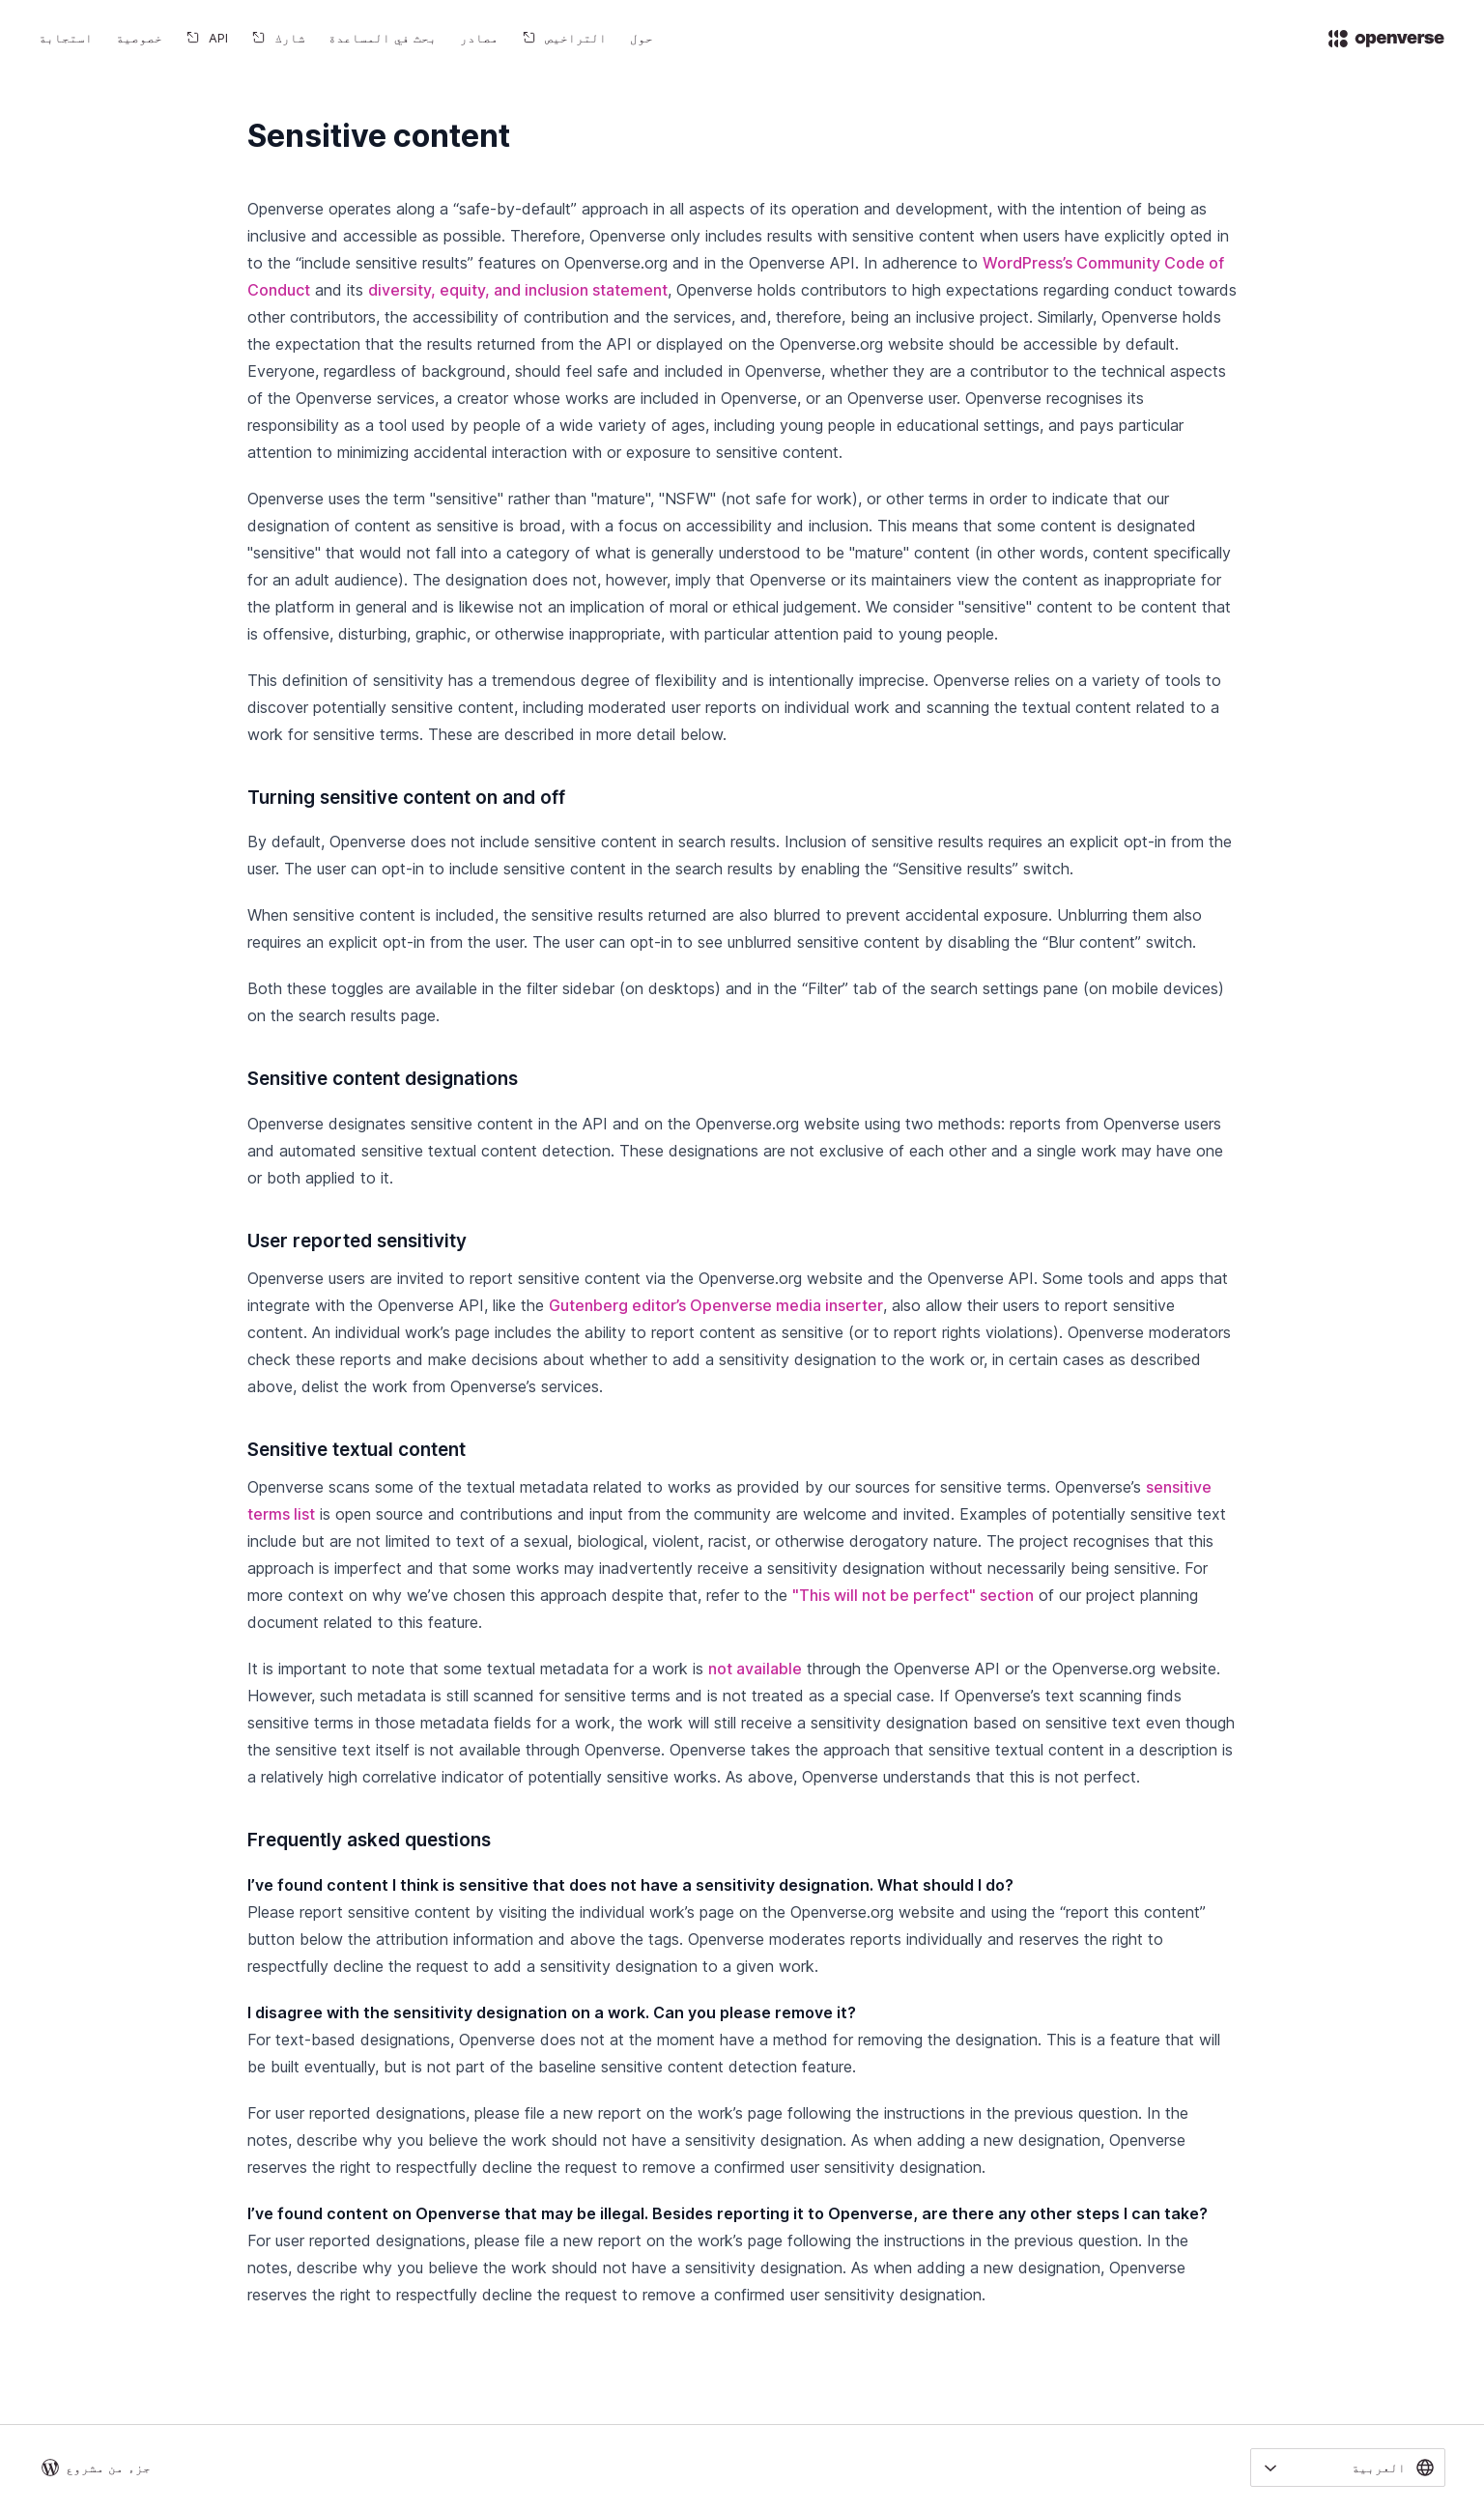 openverse
حول
التراخيص
مصادر
بحث في المساعدة
شارك
API
خصوصية
استجابة
Sensitive content
Openverse operates along a “safe-by-default” approach in all aspects of its operation and development, with the intention of being as
inclusive and accessible as possible. Therefore, Openverse only includes results with sensitive content when users have explicitly opted in
to the “include sensitive results” features on Openverse.org and in the Openverse API. In adherence to WordPress’s Community Code of
Conduct and its diversity, equity, and inclusion statement, Openverse holds contributors to high expectations regarding conduct towards
other contributors, the accessibility of contribution and the services, and, therefore, being an inclusive project. Similarly, Openverse holds
the expectation that the results returned from the API or displayed on the Openverse.org website should be accessible by default.
Everyone, regardless of background, should feel safe and included in Openverse, whether they are a contributor to the technical aspects
of the Openverse services, a creator whose works are included in Openverse, or an Openverse user. Openverse recognises its
responsibility as a tool used by people of a wide variety of ages, including young people in educational settings, and pays particular
attention to minimizing accidental interaction with or exposure to sensitive content.
Openverse uses the term "sensitive" rather than "mature", "NSFW" (not safe for work), or other terms in order to indicate that our
designation of content as sensitive is broad, with a focus on accessibility and inclusion. This means that some content is designated
"sensitive" that would not fall into a category of what is generally understood to be "mature" content (in other words, content specifically
for an adult audience). The designation does not, however, imply that Openverse or its maintainers view the content as inappropriate for
the platform in general and is likewise not an implication of moral or ethical judgement. We consider "sensitive" content to be content that
is offensive, disturbing, graphic, or otherwise inappropriate, with particular attention paid to young people.
This definition of sensitivity has a tremendous degree of flexibility and is intentionally imprecise. Openverse relies on a variety of tools to
discover potentially sensitive content, including moderated user reports on individual work and scanning the textual content related to a
work for sensitive terms. These are described in more detail below.
Turning sensitive content on and off
By default, Openverse does not include sensitive content in search results. Inclusion of sensitive results requires an explicit opt-in from the
user. The user can opt-in to include sensitive content in the search results by enabling the “Sensitive results” switch.
When sensitive content is included, the sensitive results returned are also blurred to prevent accidental exposure. Unblurring them also
requires an explicit opt-in from the user. The user can opt-in to see unblurred sensitive content by disabling the “Blur content” switch.
Both these toggles are available in the filter sidebar (on desktops) and in the “Filter” tab of the search settings pane (on mobile devices)
on the search results page.
Sensitive content designations
Openverse designates sensitive content in the API and on the Openverse.org website using two methods: reports from Openverse users
and automated sensitive textual content detection. These designations are not exclusive of each other and a single work may have one
or both applied to it.
User reported sensitivity
Openverse users are invited to report sensitive content via the Openverse.org website and the Openverse API. Some tools and apps that
integrate with the Openverse API, like the Gutenberg editor’s Openverse media inserter, also allow their users to report sensitive
content. An individual work’s page includes the ability to report content as sensitive (or to report rights violations). Openverse moderators
check these reports and make decisions about whether to add a sensitivity designation to the work or, in certain cases as described
above, delist the work from Openverse’s services.
Sensitive textual content
Openverse scans some of the textual metadata related to works as provided by our sources for sensitive terms. Openverse’s sensitive
terms list is open source and contributions and input from the community are welcome and invited. Examples of potentially sensitive text
include but are not limited to text of a sexual, biological, violent, racist, or otherwise derogatory nature. The project recognises that this
approach is imperfect and that some works may inadvertently receive a sensitivity designation without necessarily being sensitive. For
more context on why we’ve chosen this approach despite that, refer to the "This will not be perfect" section of our project planning
document related to this feature.
It is important to note that some textual metadata for a work is not available through the Openverse API or the Openverse.org website.
However, such metadata is still scanned for sensitive terms and is not treated as a special case. If Openverse’s text scanning finds
sensitive terms in those metadata fields for a work, the work will still receive a sensitivity designation based on sensitive text even though
the sensitive text itself is not available through Openverse. Openverse takes the approach that sensitive textual content in a description is
a relatively high correlative indicator of potentially sensitive works. As above, Openverse understands that this is not perfect.
Frequently asked questions
I’ve found content I think is sensitive that does not have a sensitivity designation. What should I do?
Please report sensitive content by visiting the individual work’s page on the Openverse.org website and using the “report this content”
button below the attribution information and above the tags. Openverse moderates reports individually and reserves the right to
respectfully decline the request to add a sensitivity designation to a given work.
I disagree with the sensitivity designation on a work. Can you please remove it?
For text-based designations, Openverse does not at the moment have a method for removing the designation. This is a feature that will
be built eventually, but is not part of the baseline sensitive content detection feature.
For user reported designations, please file a new report on the work’s page following the instructions in the previous question. In the
notes, describe why you believe the work should not have a sensitivity designation. As when adding a new designation, Openverse
reserves the right to respectfully decline the request to remove a confirmed user sensitivity designation.
I’ve found content on Openverse that may be illegal. Besides reporting it to Openverse, are there any other steps I can take?
For user reported designations, please file a new report on the work’s page following the instructions in the previous question. In the
notes, describe why you believe the work should not have a sensitivity designation. As when adding a new designation, Openverse
reserves the right to respectfully decline the request to remove a confirmed user sensitivity designation.
العربية
جزء من مشروع